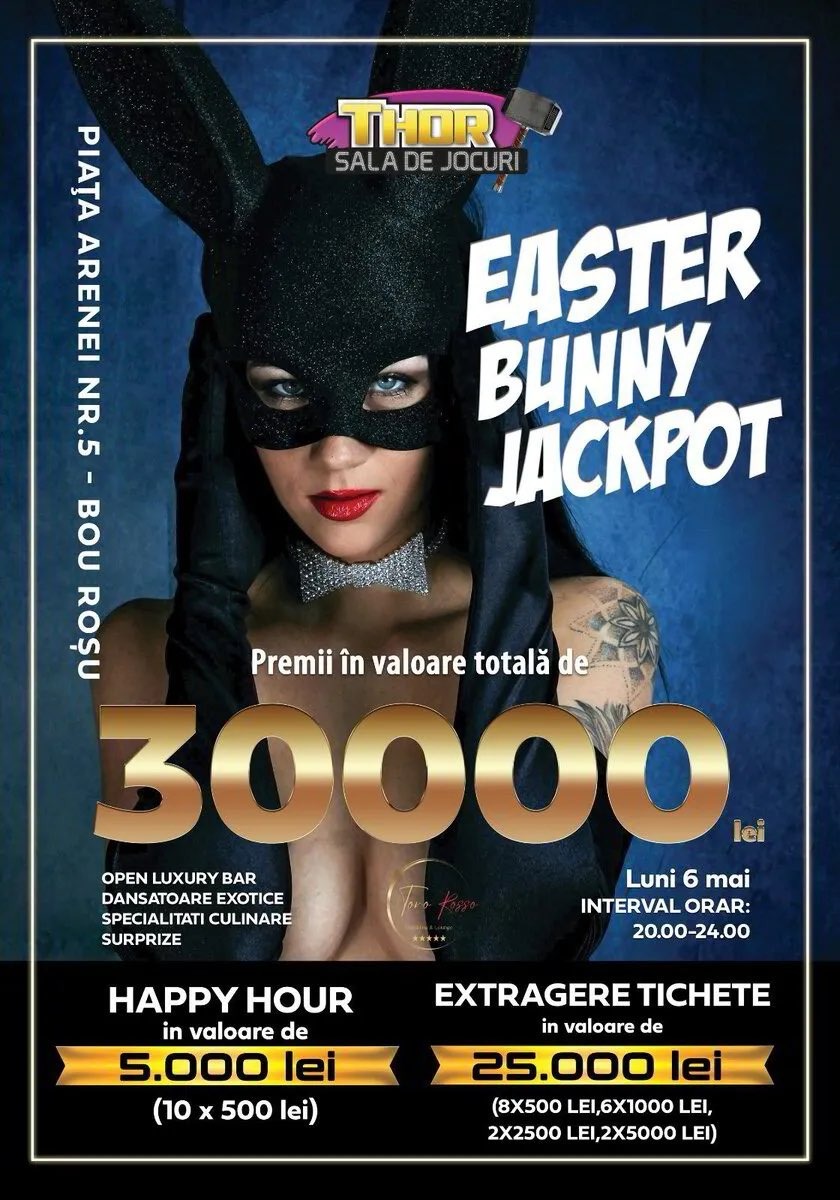 THOR
SALA DE JOCURI
PIAȚA ARENEI NR.5 - BOU ROȘU
EASTER
BUNNY
JACKPOT
Premii în valoare totală de
30000
lei
OPEN LUXURY BAR
DANSATOARE EXOTICE
SPECIALITATI CULINARE
SURPRIZE
Toro Rosso
Luni 6 mai
INTERVAL ORAR:
20.00-24.00
HAPPY HOUR
in valoare de
5.000 lei
(10 x 500 lei)
EXTRAGERE TICHETE
in valoare de
25.000 lei
(8X500 LEI,6X1000 LEI,
2X2500 LEI,2X5000 LEI)